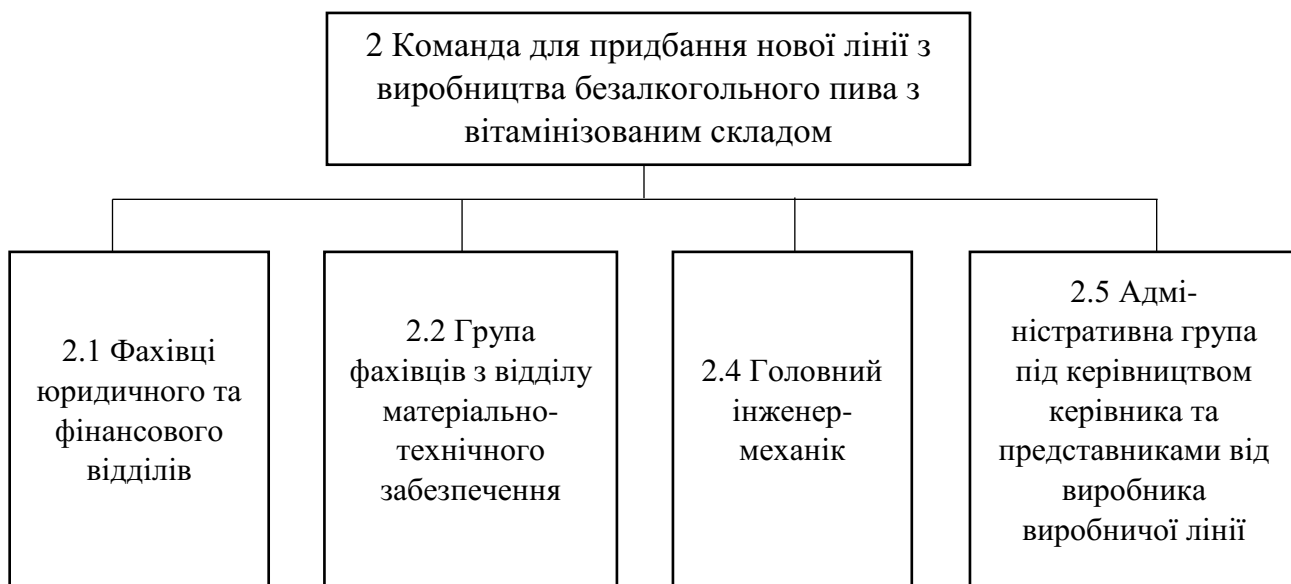 2 Команда для придбання нової лінії з
виробництва безалкогольного пива з
вітамінізованим складом
2.1 Фахівці
юридичного та
фінансового
відділів
2.2 Група
фахівців з відділу
матеріально-
технічного
забезпечення
2.4 Головний
інженер-
механік
2.5 Адмі-
ністративна група
під керівництвом
керівника та
представниками від
виробника
виробничої лінії